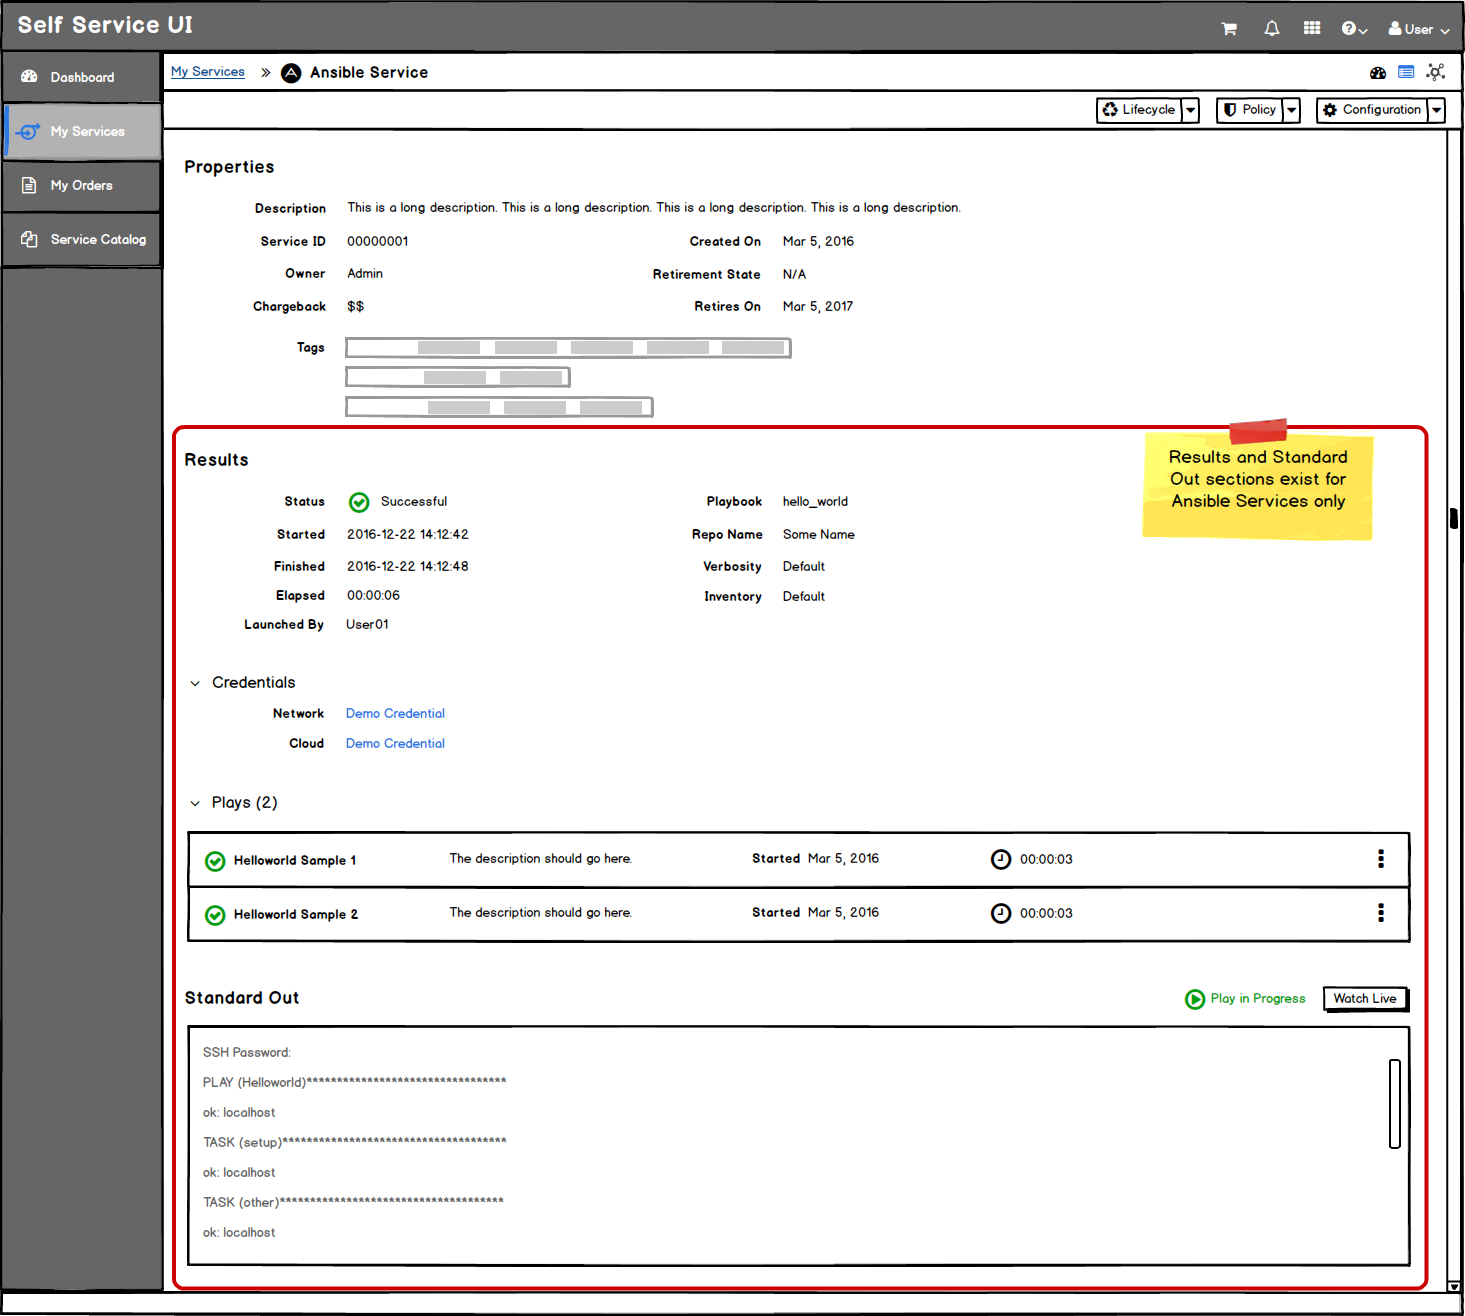 Self Service UI
User
Dashboard
My Services
My Orders
Service Catalog
My Services » Ansible Service
Lifecycle
Policy
Configuration
Properties
Description This is a long description. This is a long description. This is a long description. This is a long description.
Service ID 00000001 Created On Mar 5, 2016
Owner Admin Retirement State N/A
Chargeback $$ Retires On Mar 5, 2017
Tags
Results and Standard
Out sections exist for
Ansible Services only
Results
Status Successful Playbook hello_world
Started 2016-12-22 14:12:42 Repo Name Some Name
Finished 2016-12-22 14:12:48 Verbosity Default
Elapsed 00:00:06 Inventory Default
Launched By User01
Credentials
Network Demo Credential
Cloud Demo Credential
Plays (2)
Helloworld Sample 1 The description should go here. Started Mar 5, 2016 00:00:03
Helloworld Sample 2 The description should go here. Started Mar 5, 2016 00:00:03
Standard Out Play in Progress Watch Live
SSH Password:
PLAY (Helloworld)*********************************
ok: localhost
TASK (setup)*************************************
ok: localhost
TASK (other)*************************************
ok: localhost